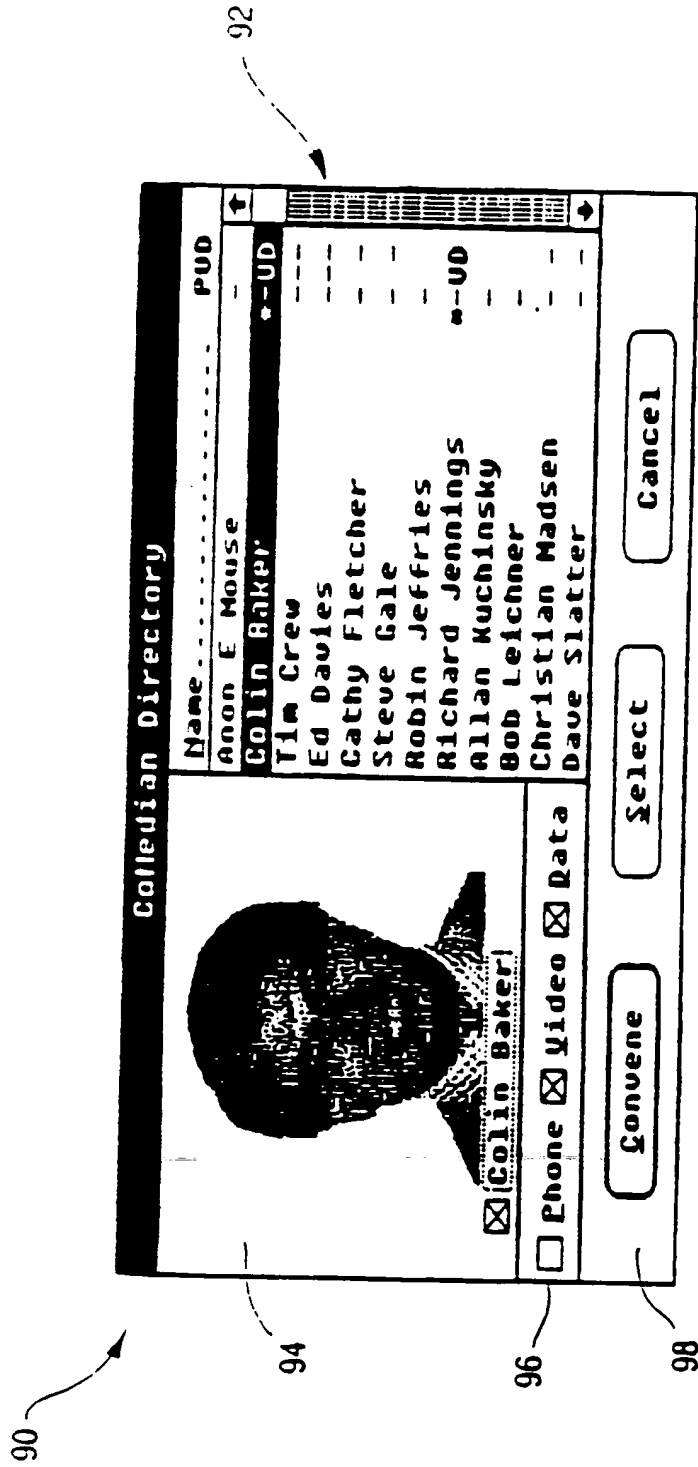 90
92
Colledian Directory
Name.................... PVD
Anon E Mouse -
Colin Baker *-UD
Tim Crew ---
Ed Davies ---
Cathy Fletcher - -
Steve Gale - -
Robin Jeffries -
Richard Jennings *-UD
Allan Kuchinsky -
Bob Leichner -
Christian Madsen - -
Dave Slatter - -
94
Colin Baker
96
Phone Video Data
98
Convene Select Cancel